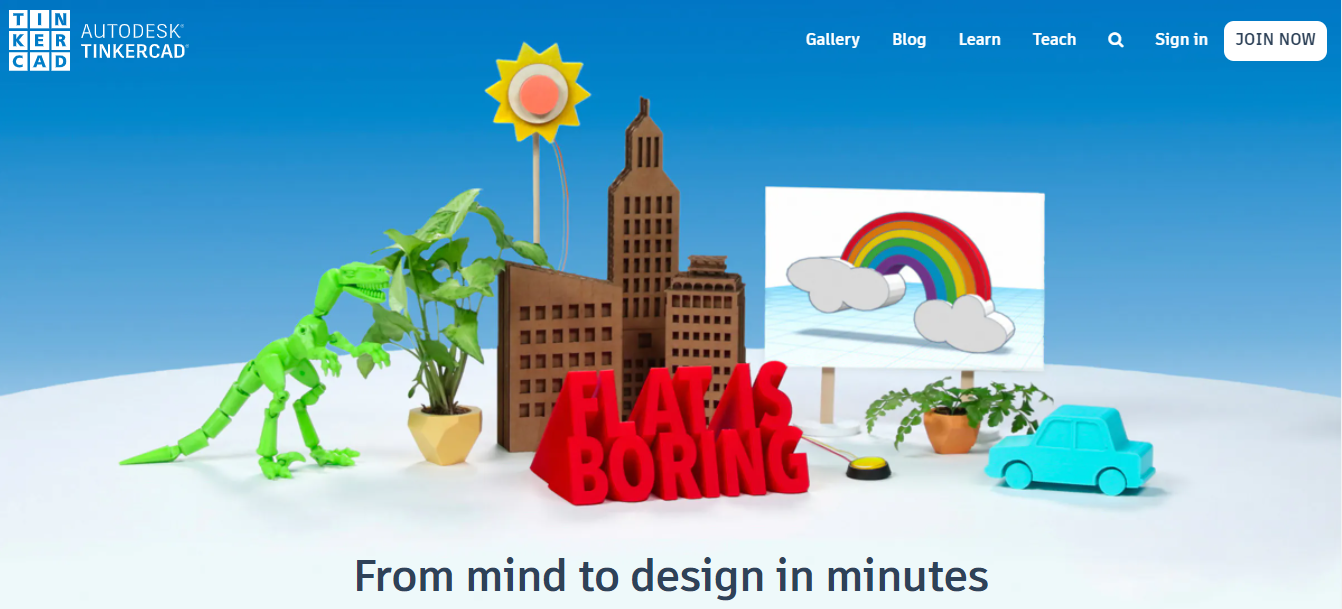 TIN
KER
CAD
AUTODESK®
TINKERCAD®
Gallery
Blog
Learn
Teach
Sign in
JOIN NOW
FLAT IS
BORING
From mind to design in minutes